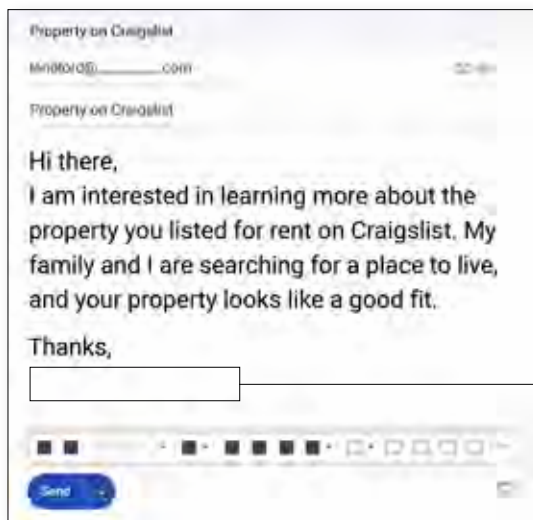 Property on Craigslist
Property on Craigslist
Hi there,
I am interested in learning more about the
property you listed for rent on Craigslist. My
family and I are searching for a place to live,
and your property looks like a good fit.
Thanks,
Send